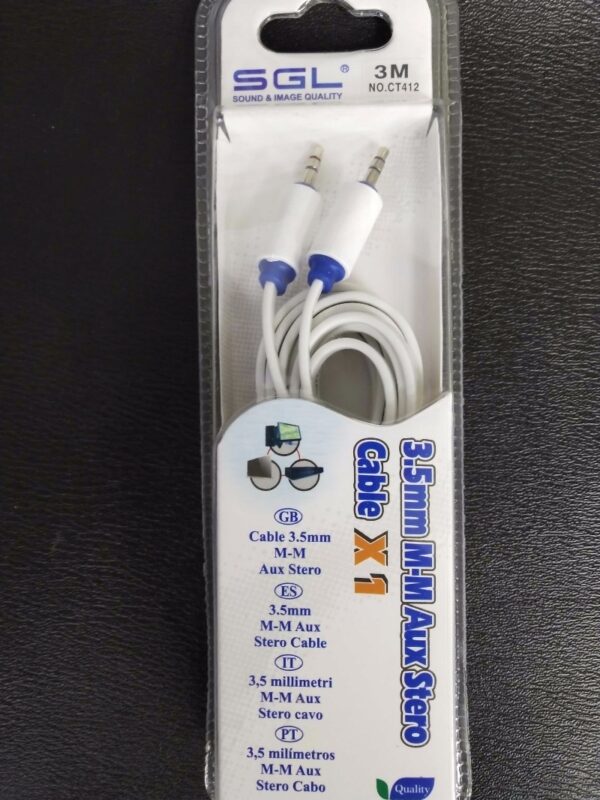 SGL®
SOUND & IMAGE QUALITY
3M
NO.CT412
3.5mm M-M Aux Stero
Cable X 1
GB
Cable 3.5mm
M-M
Aux Stero
ES
3.5mm
M-M Aux
Stero Cable
IT
3,5 millimetri
M-M Aux
Stero cavo
PT
3,5 milímetros
M-M Aux
Stero Cabo
Quality